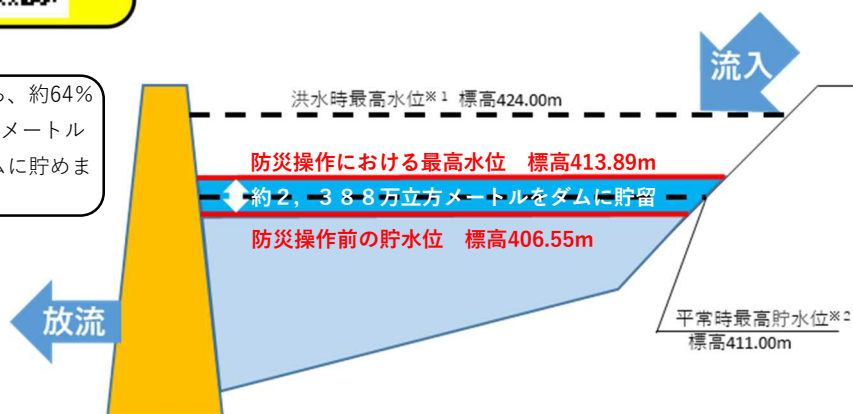 、約64%
メートル
ムに貯めま
流入
洪水時最高水位※1 標高424.00m
防災操作における最高水位 標高413.89m
約2,388万立方メートルをダムに貯留
防災操作前の貯水位 標高406.55m
放流
平常時最高貯水位※2
標高411.00m